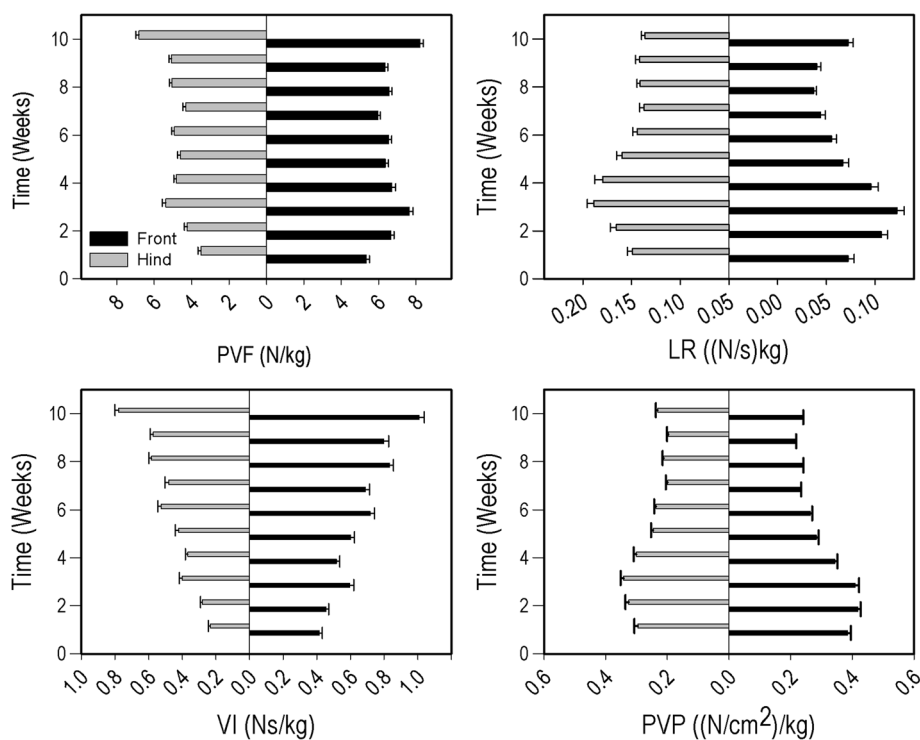 10
8
6
4
2
0
Time (Weeks)
Front
Hind
8 6 4 2 0 2 4 6 8
PVF (N/kg)
10
8
6
4
2
0
Time (Weeks)
0.20 0.15 0.10 0.05 0.00 0.05 0.10
LR ((N/s)kg)
10
8
6
4
2
0
Time (Weeks)
1.0 0.8 0.6 0.4 0.2 0.0 0.2 0.4 0.6 0.8 1.0
VI (Ns/kg)
10
8
6
4
2
0
Time (Weeks)
0.6 0.4 0.2 0.0 0.2 0.4 0.6
PVP ((N/cm²)/kg)